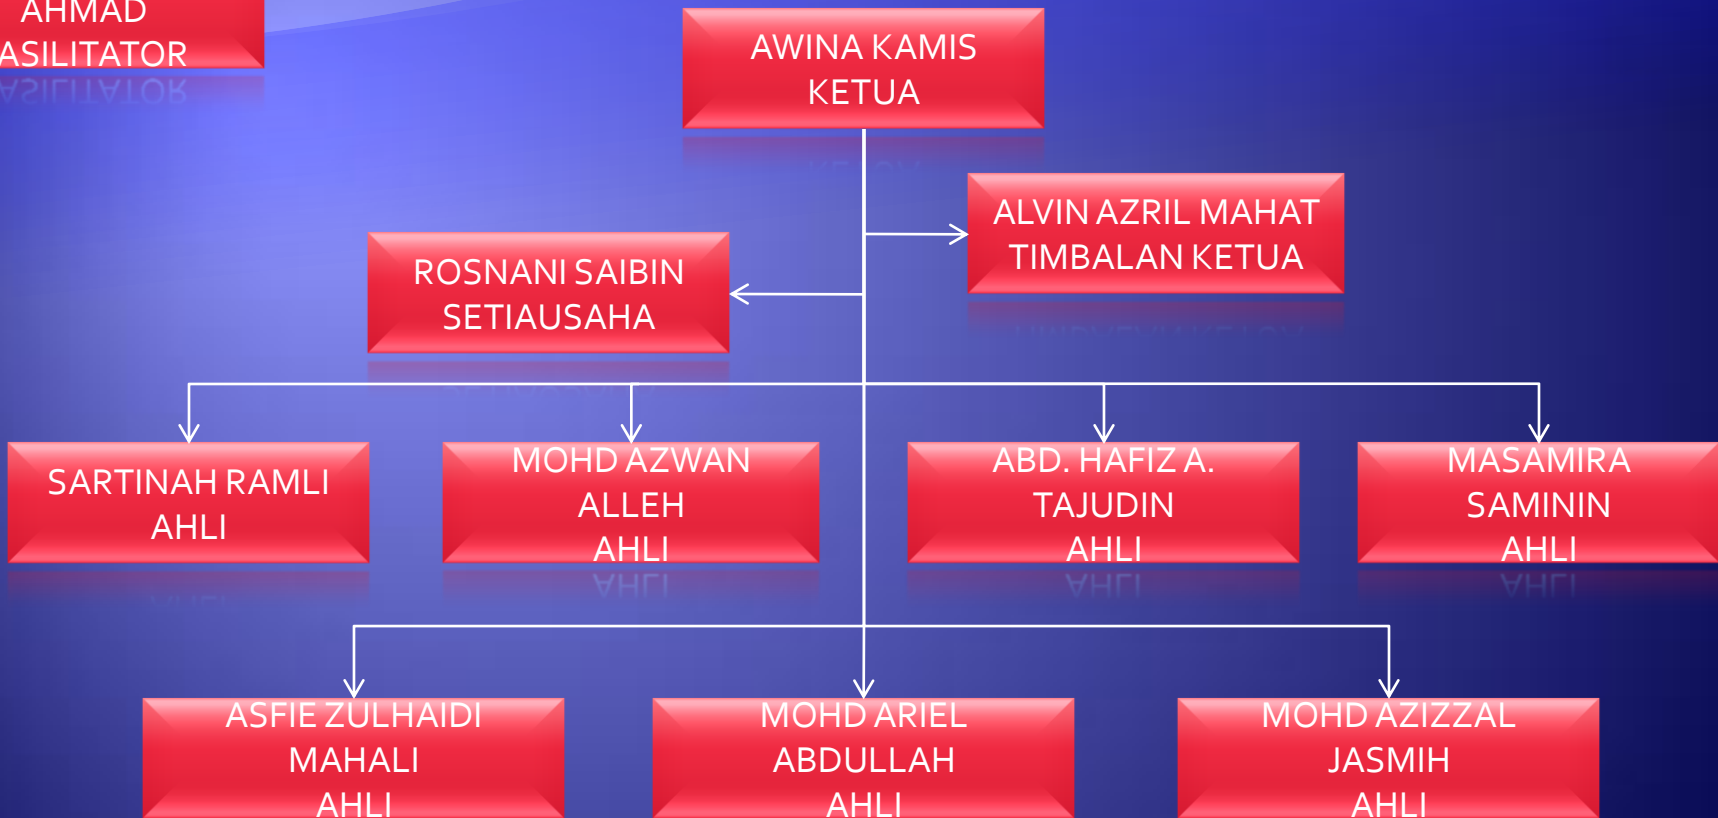 AHMAD
ASILITATOR
AWINA KAMIS
KETUA
ALVIN AZRIL MAHAT
TIMBALAN KETUA
ROSNANI SAIBIN
SETIAUSAHA
SARTINAH RAMLI
AHLI
MOHD AZWAN
ALLEH
AHLI
ABD. HAFIZ A.
TAJUDIN
AHLI
MASAMIRA
SAMININ
AHLI
ASFIE ZULHAIDI
MAHALI
AHLI
MOHD ARIEL
ABDULLAH
AHLI
MOHD AZIZZAL
JASMIH
AHLI